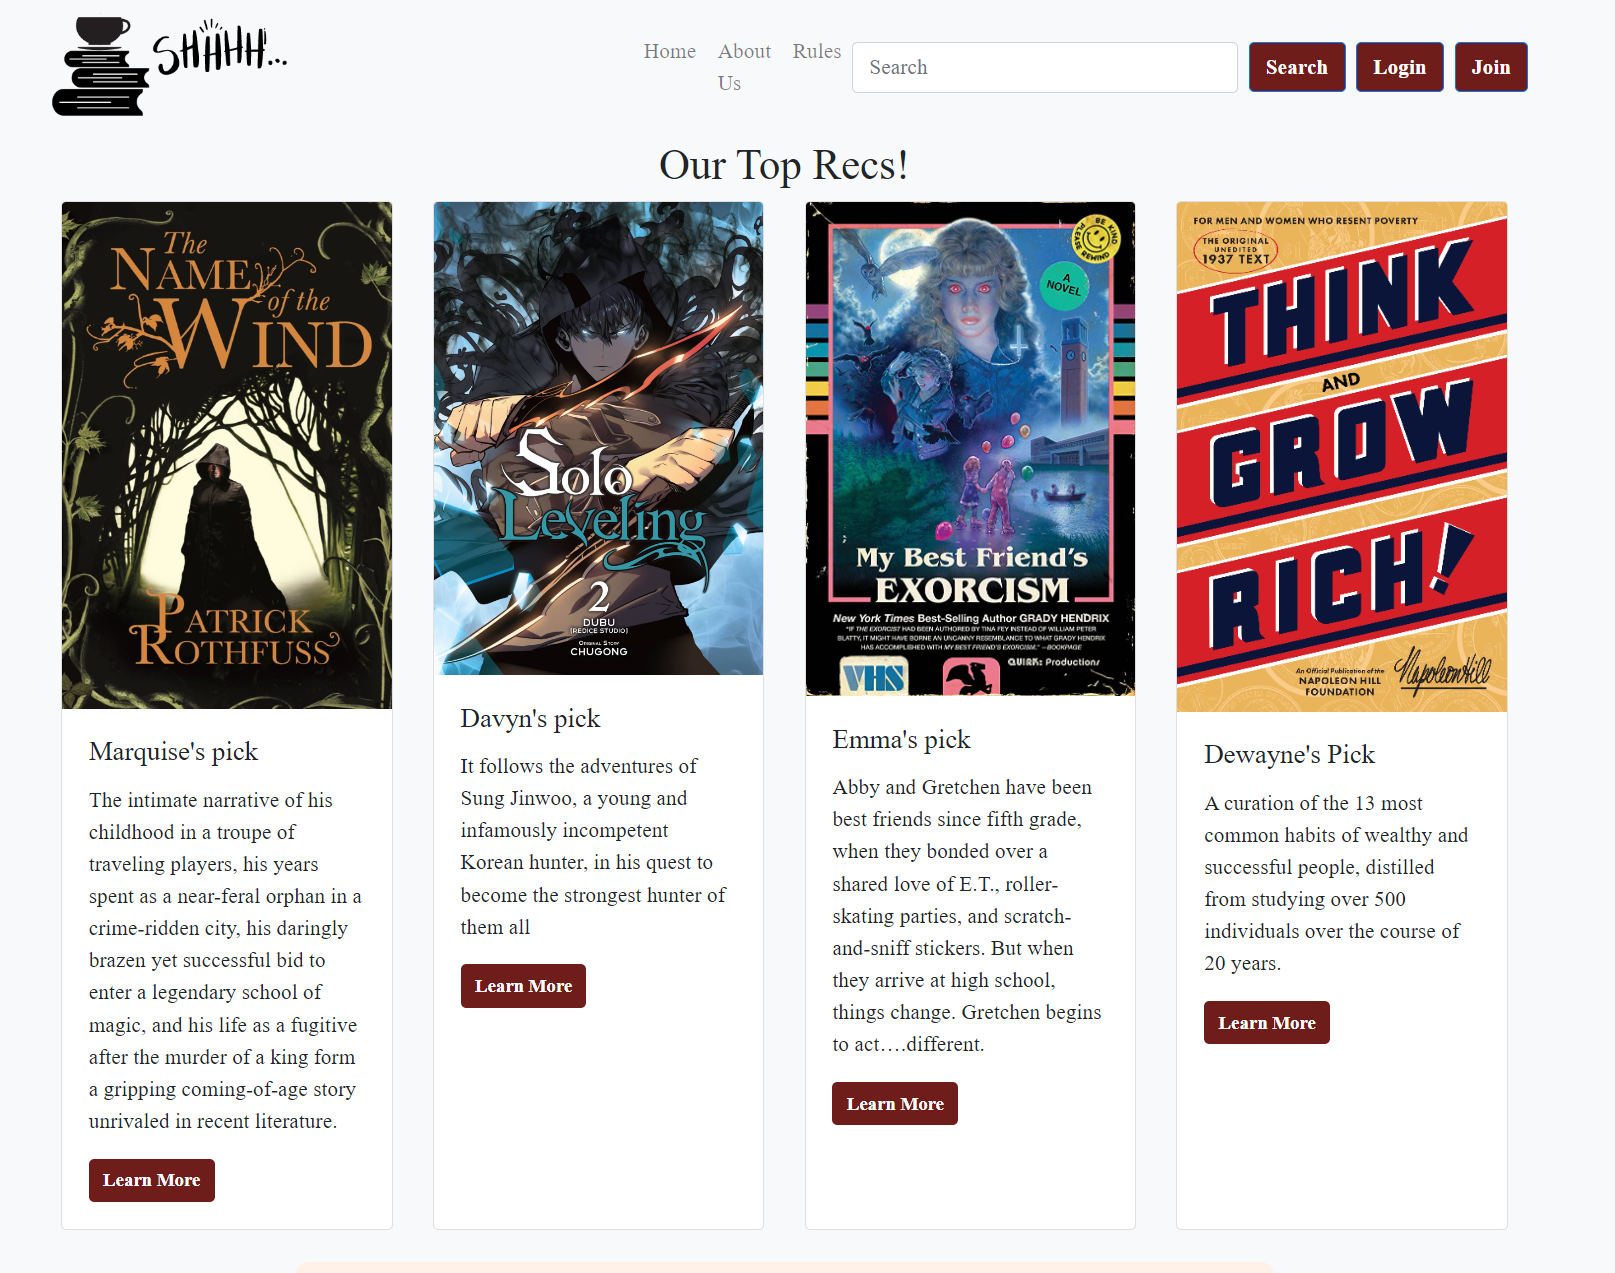 SHHHH...
Home
About Us
Rules
Search
Search
Login
Join
Our Top Recs!
The
NAME
of the
WIND
PATRICK
ROTHFUSS
Marquise's pick
The intimate narrative of his
childhood in a troupe of
traveling players, his years
spent as a near-feral orphan in a
crime-ridden city, his daringly
brazen yet successful bid to
enter a legendary school of
magic, and his life as a fugitive
after the murder of a king form
a gripping coming-of-age story
unrivaled in recent literature.
Learn More
Solo
Leveling
2
DUBU
(REDICE STUDIO)
ORIGINAL STORY
CHUGONG
Davyn's pick
It follows the adventures of
Sung Jinwoo, a young and
infamously incompetent
Korean hunter, in his quest to
become the strongest hunter of
them all
Learn More
BE KIND
PLEASE REWIND
A
NOVEL
My Best Friend's
EXORCISM
New York Times Best-Selling Author GRADY HENDRIX
"IF THE EXORCIST HAD BEEN AUTHORED BY TINA FEY INSTEAD OF WILLIAM PETER
BLATTY, IT MIGHT HAVE BORNE AN UNCANNY RESEMBLANCE TO WHAT GRADY HENDRIX
HAS ACCOMPLISHED WITH MY BEST FRIEND'S EXORCISM." —BOOKPAGE
VHS
QUIRK: Productions
Emma's pick
Abby and Gretchen have been
best friends since fifth grade,
when they bonded over a
shared love of E.T., roller-
skating parties, and scratch-
and-sniff stickers. But when
they arrive at high school,
things change. Gretchen begins
to act….different.
Learn More
FOR MEN AND WOMEN WHO RESENT POVERTY
THE ORIGINAL
UNEDITED
1937 TEXT
THINK
AND
GROW
RICH!
An Official Publication of the
NAPOLEON HILL
FOUNDATION
Napoleon Hill
Dewayne's Pick
A curation of the 13 most
common habits of wealthy and
successful people, distilled
from studying over 500
individuals over the course of
20 years.
Learn More